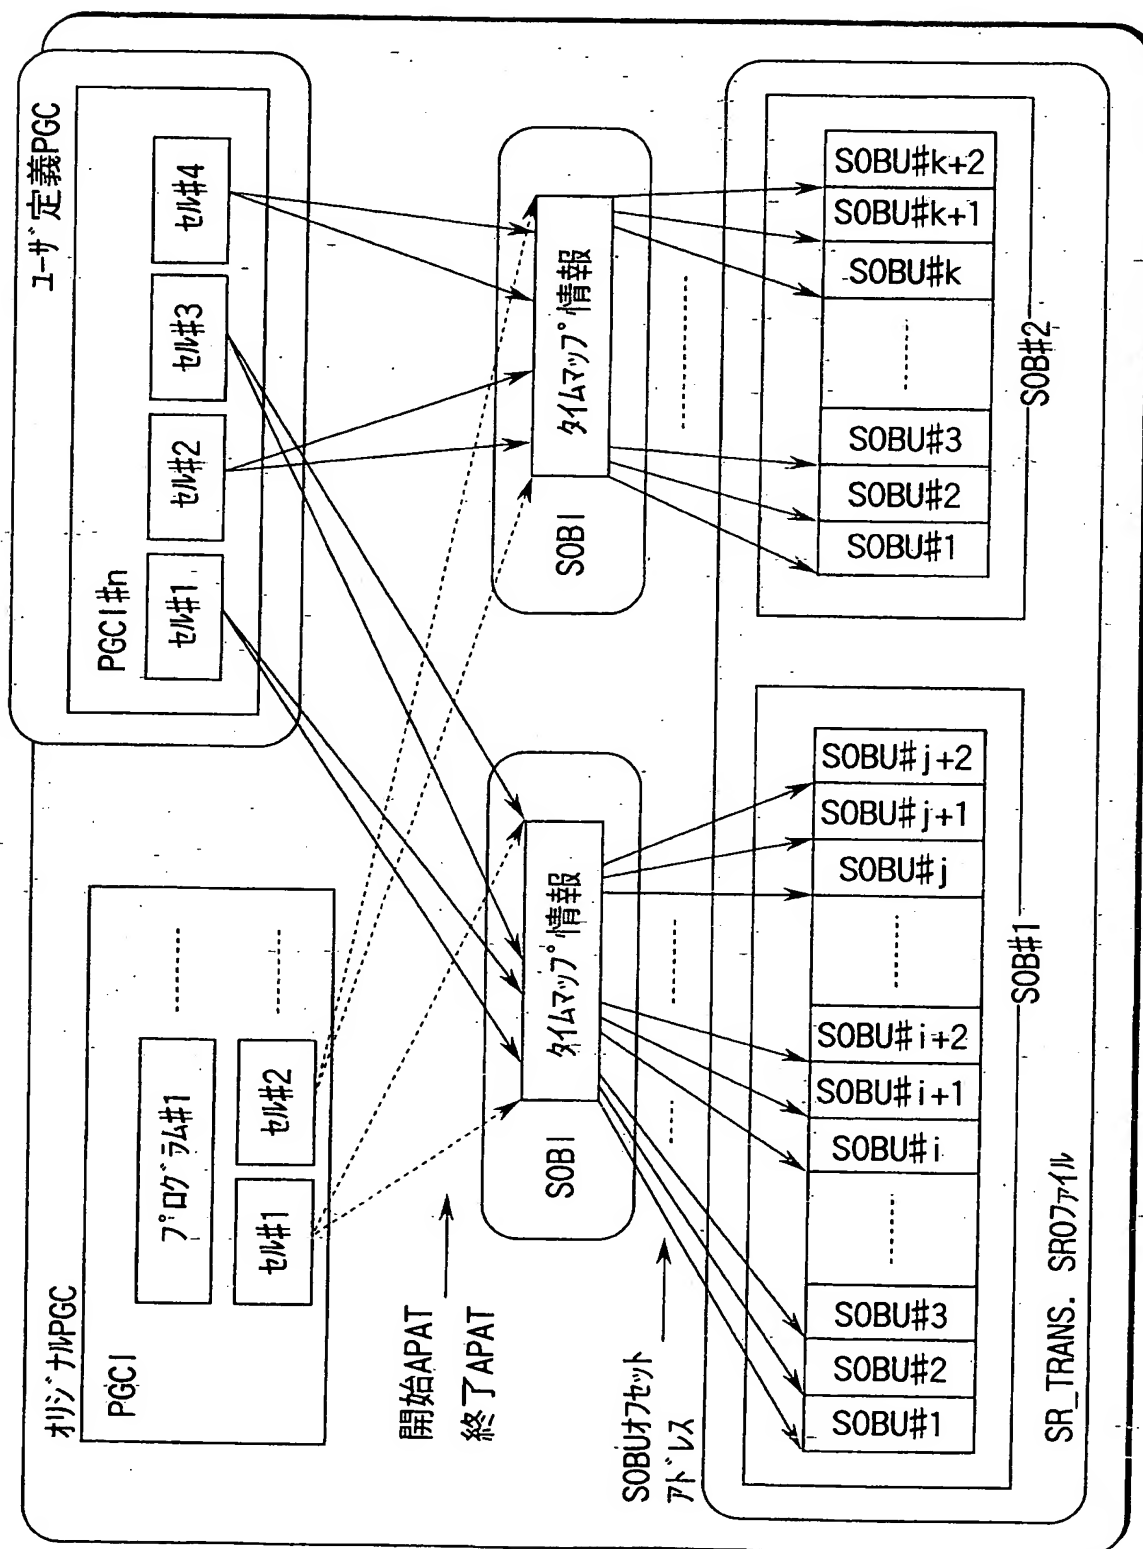 オリジナルPGC
PGCI
プログラム#1
---------
セル#1
セル#2
---------
ユーザ定義PGC
PGCI#n
セル#1
セル#2
セル#3
セル#4
開始APAT
終了APAT
SOBI
タイムマップ情報
SOBI
タイムマップ情報
SOBUオフセット
アドレス
SOBU#1
SOBU#2
SOBU#3
SOBU#i
SOBU#i+1
SOBU#i+2
SOBU#j
SOBU#j+1
SOBU#j+2
SOB#1
SOBU#1
SOBU#2
SOBU#3
SOBU#k
SOBU#k+1
SOBU#k+2
SOB#2
SR_TRANS. SROファイル